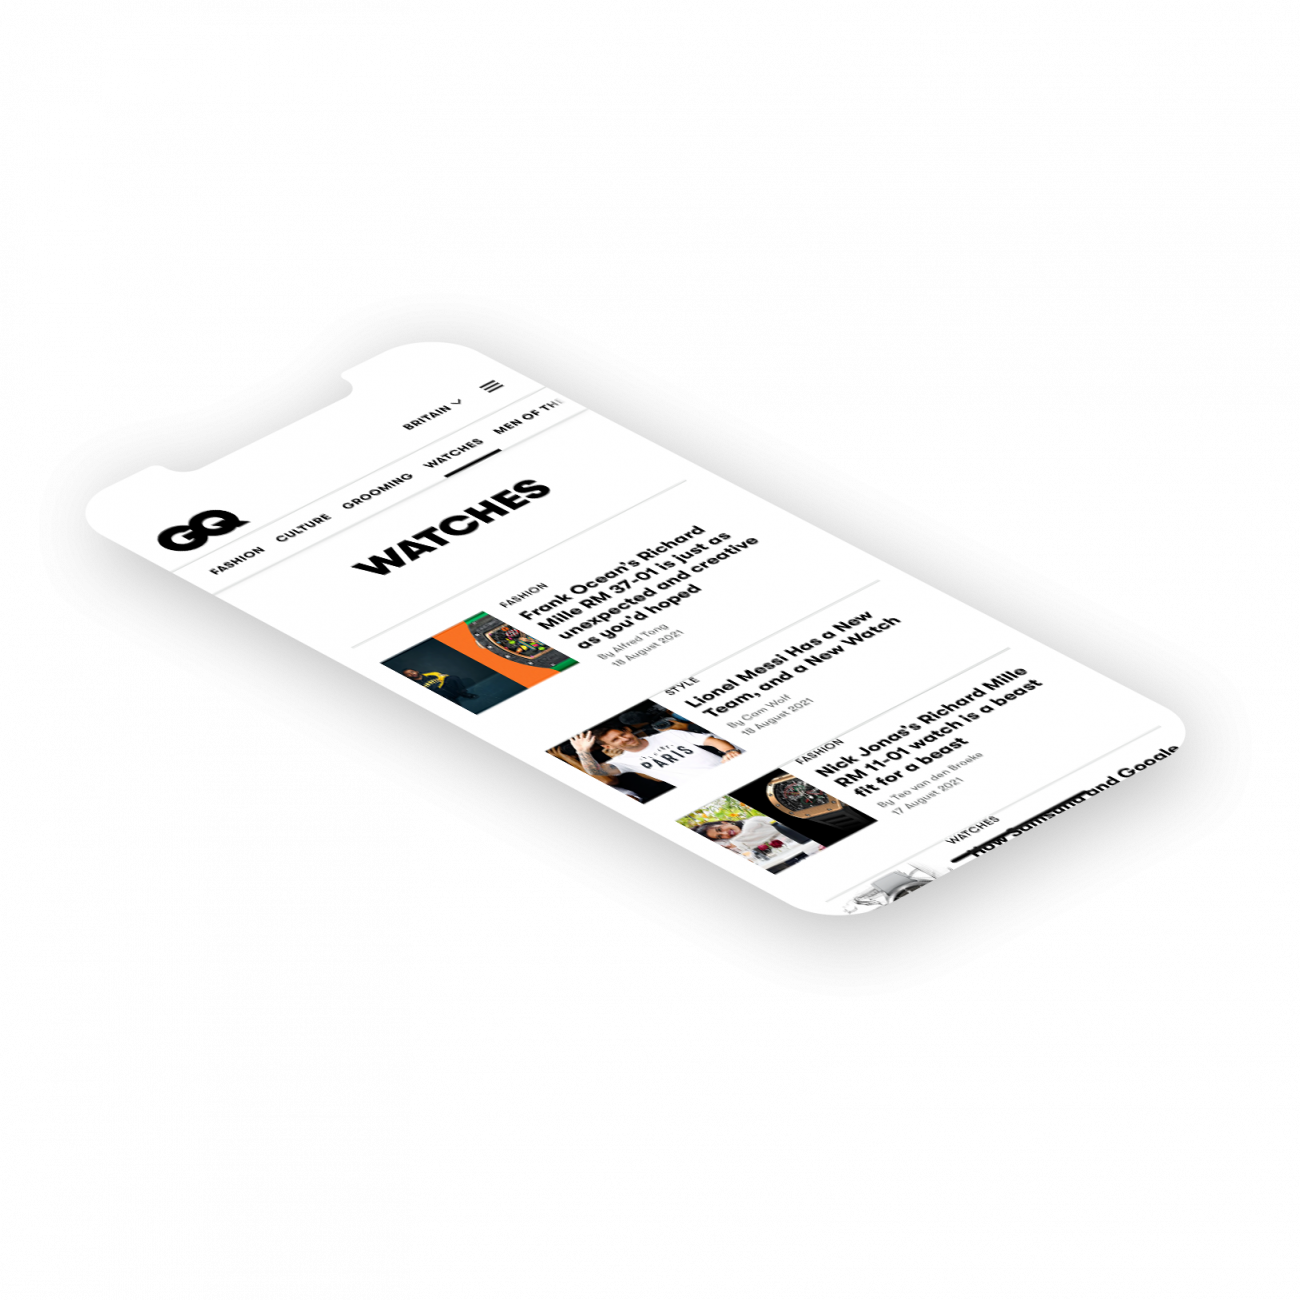 BRITAIN
GQ
FASHION CULTURE GROOMING WATCHES MEN OF THE
WATCHES
FASHION
Frank Ocean's Richard
Mille RM 37-01 is just as
unexpected and creative
as you'd hoped
By Alfred Tong
18 August 2021
STYLE
Lionel Messi Has a New
Team, and a New Watch
By Cam Wolf
18 August 2021
PARIS
FASHION
Nick Jonas's Richard Mille
RM 11-01 watch is a beast
fit for a beast
By Teo van den Broeke
17 August 2021
WATCHES
How Samsung and Google